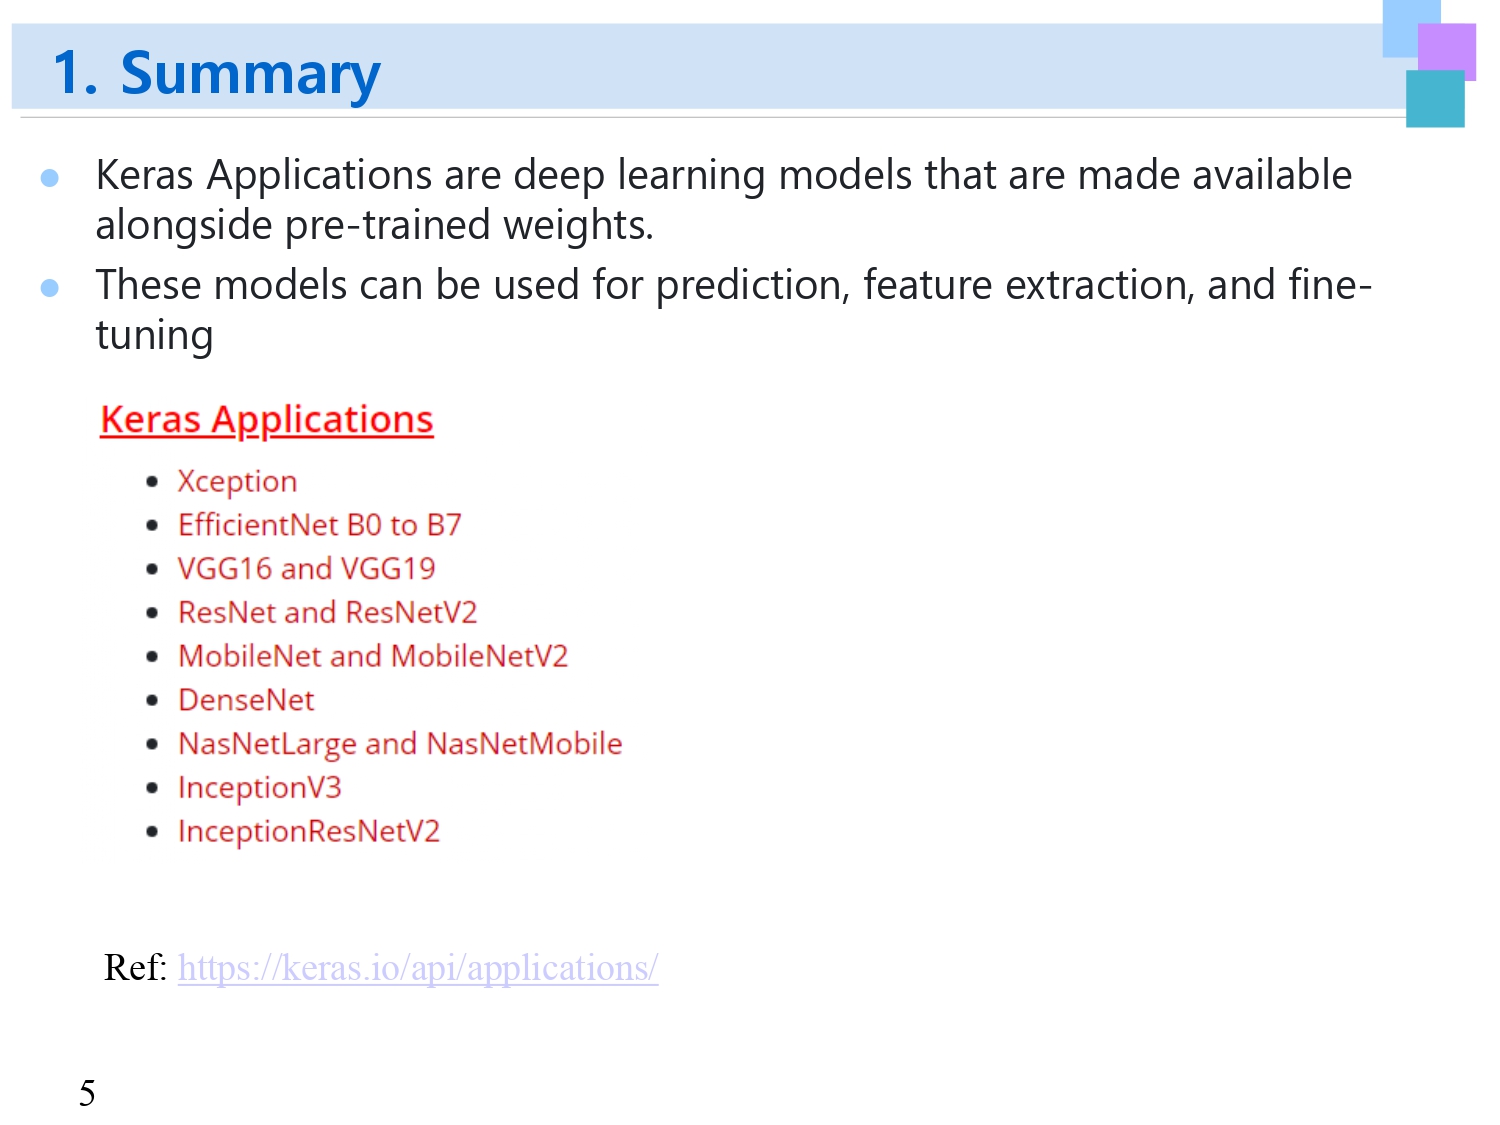 1. Summary
Keras Applications are deep learning models that are made available
alongside pre-trained weights.
These models can be used for prediction, feature extraction, and fine-
tuning
Keras Applications
Xception
EfficientNet B0 to B7
VGG16 and VGG19
ResNet and ResNetV2
MobileNet and MobileNetV2
DenseNet
NasNetLarge and NasNetMobile
InceptionV3
InceptionResNetV2
Ref: https://keras.io/api/applications/
5